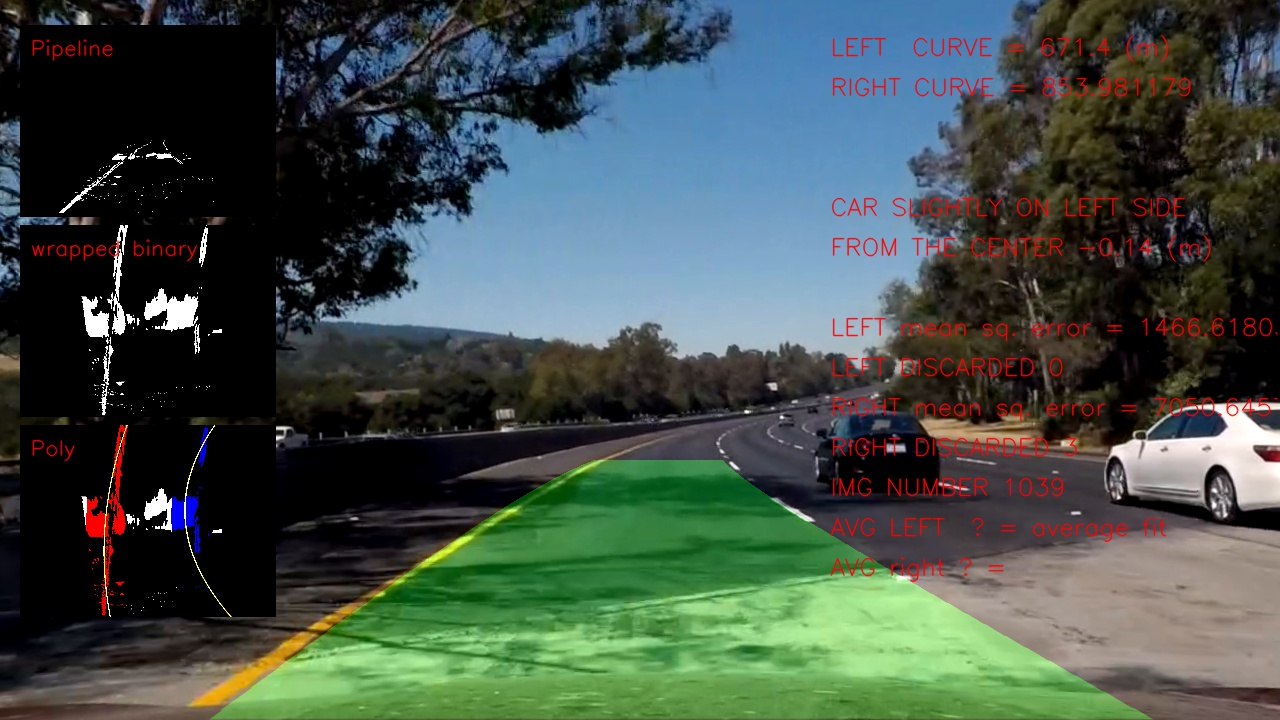 Pipeline
wrapped binary
Poly
LEFT CURVE = 671.4 (m)
RIGHT CURVE = 853.981179
CAR SLIGHTLY ON LEFT SIDE
FROM THE CENTER -0.14 (m)
LEFT mean sq. error = 1466.6180.
LEFT DISCARDED 0
RIGHT mean sq. error = 7050.645
RIGHT DISCARDED 3
IMG NUMBER 1039
AVG LEFT ? = average fit
AVG right ? =